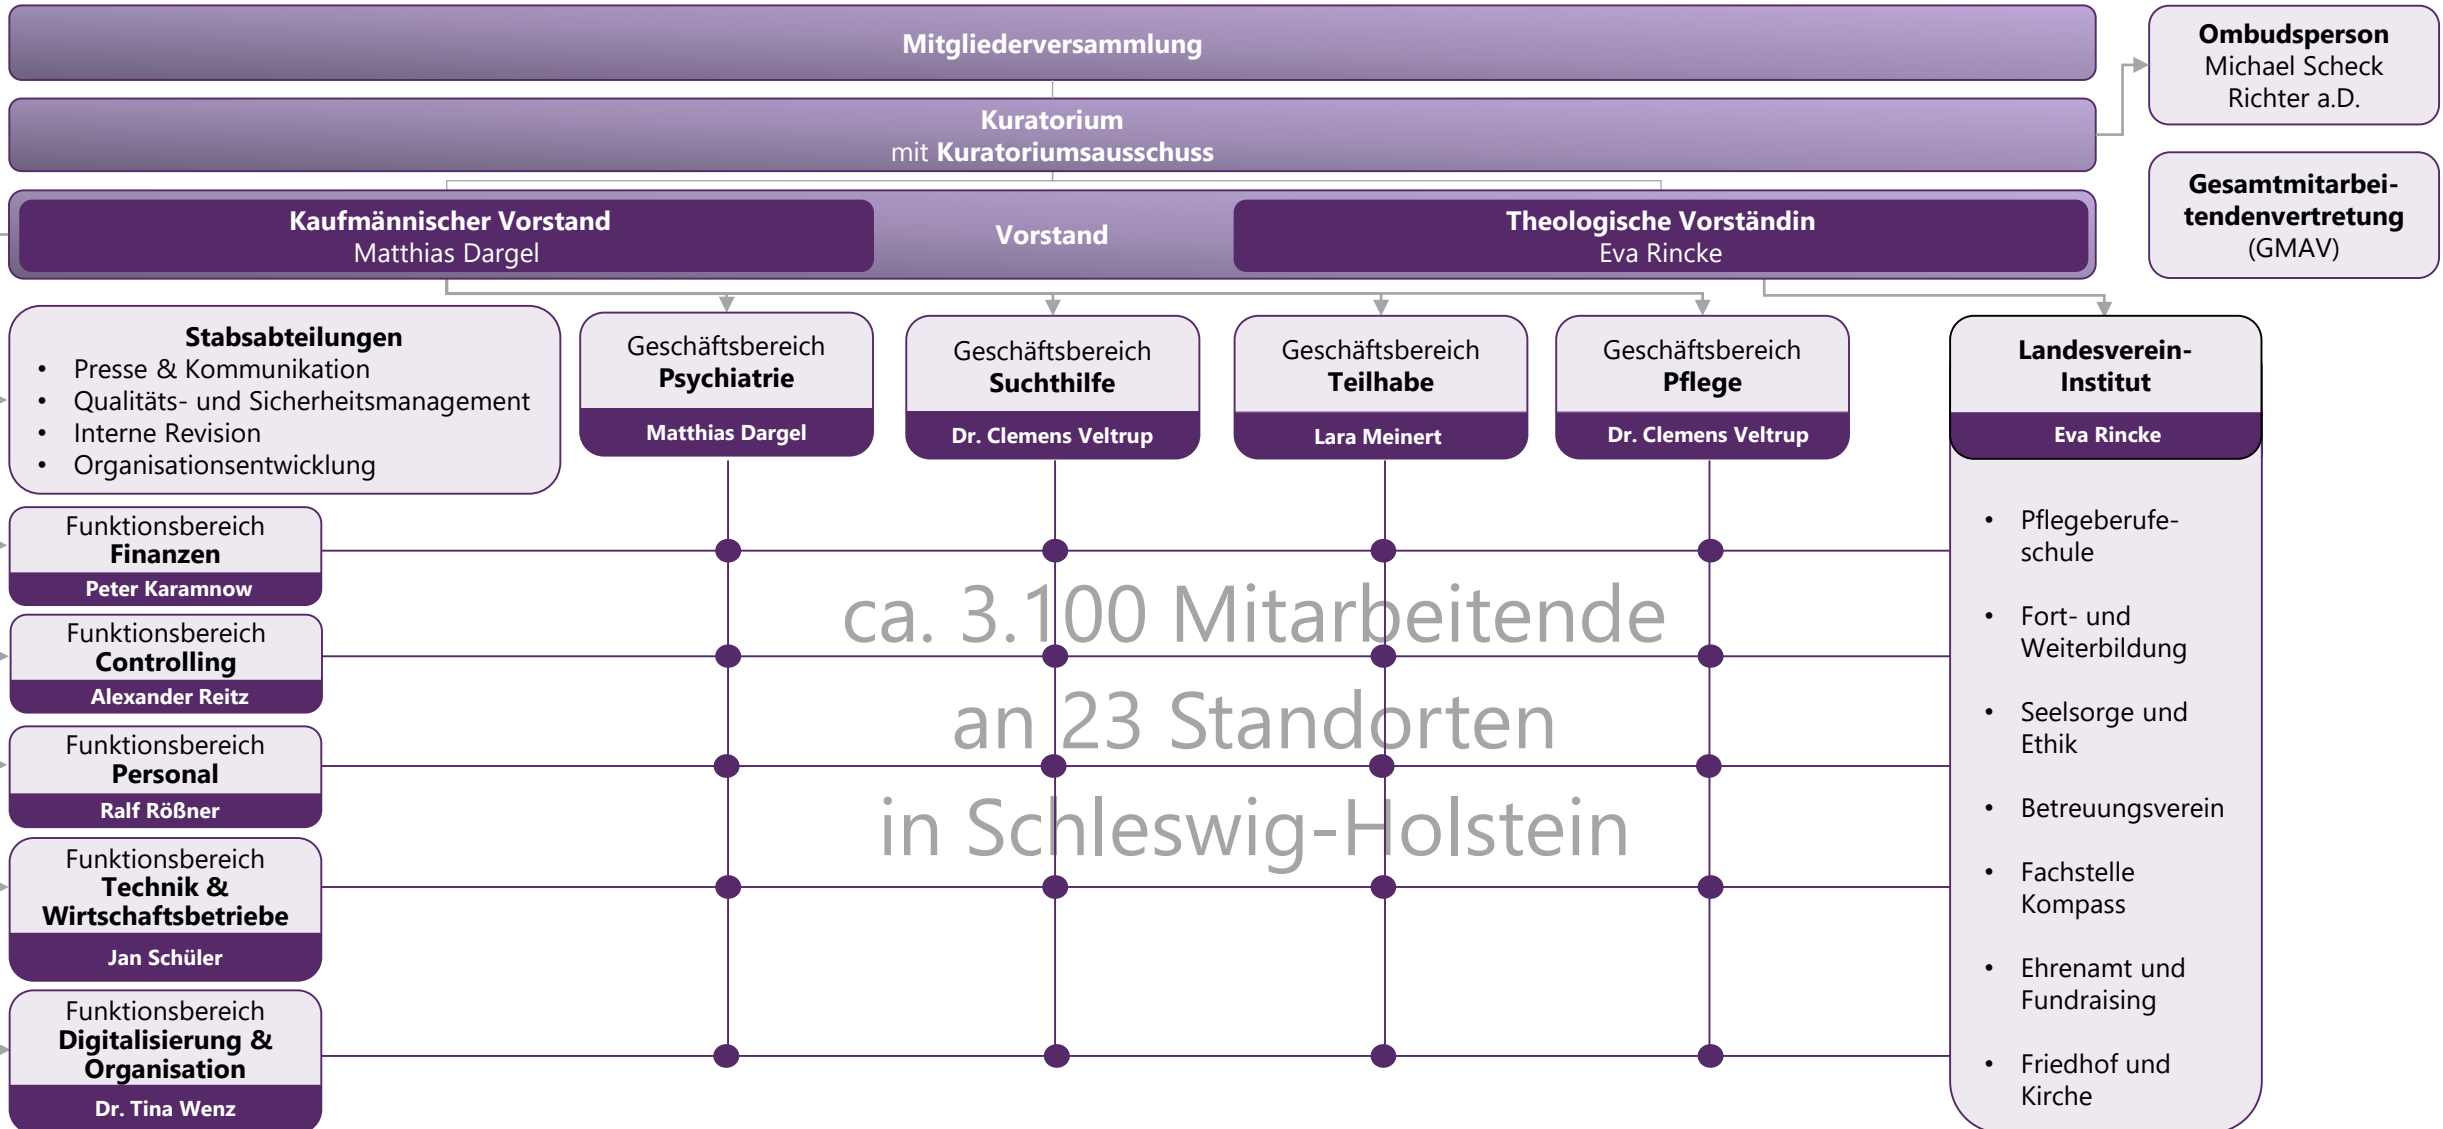 Mitgliederversammlung
Ombudsperson
Michael Scheck
Richter a.D.
Kuratorium
mit Kuratoriumsausschuss
Gesamtmitarbei-
tendenvertretung
(GMAV)
Kaufmännischer Vorstand
Matthias Dargel
Vorstand
Theologische Vorständin
Eva Rincke
Stabsabteilungen
• Presse & Kommunikation
• Qualitäts- und Sicherheitsmanagement
• Interne Revision
• Organisationsentwicklung
Geschäftsbereich
Psychiatrie
Matthias Dargel
Geschäftsbereich
Suchthilfe
Dr. Clemens Veltrup
Geschäftsbereich
Teilhabe
Lara Meinert
Geschäftsbereich
Pflege
Dr. Clemens Veltrup
Landesverein-
Institut
Eva Rincke
• Pflegeberufe-
schule
• Fort- und
Weiterbildung
• Seelsorge und
Ethik
• Betreuungsverein
• Fachstelle
Kompass
• Ehrenamt und
Fundraising
• Friedhof und
Kirche
Funktionsbereich
Finanzen
Peter Karamnow
Funktionsbereich
Controlling
Alexander Reitz
Funktionsbereich
Personal
Ralf Rößner
Funktionsbereich
Technik &
Wirtschaftsbetriebe
Jan Schüler
Funktionsbereich
Digitalisierung &
Organisation
Dr. Tina Wenz
ca. 3.100 Mitarbeitende
an 23 Standorten
in Schleswig-Holstein